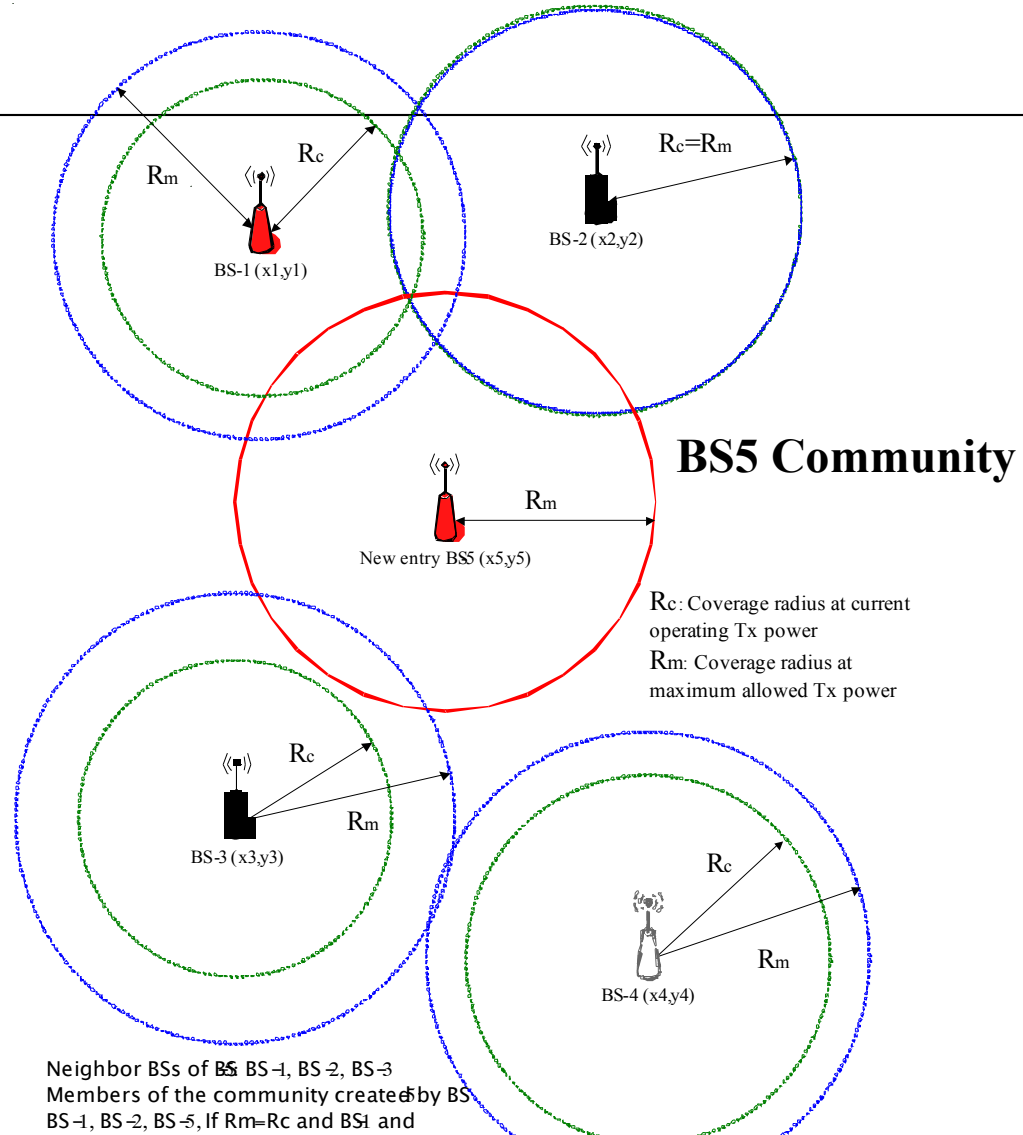 Rm
Rc
Rc=Rm
BS-1 (x1,y1)
BS-2 (x2,y2)
BS5 Community
Rm
New entry BS5 (x5,y5)
Rc: Coverage radius at current
operating Tx power
Rm: Coverage radius at
maximum allowed Tx power
Rc
Rm
BS-3 (x3,y3)
Rc
Rm
BS-4 (x4,y4)
Neighbor BSs of BS5: BS-1, BS-2, BS-3
Members of the community created by BS5
BS-1, BS-2, BS-5, If Rm=Rc and BS-1 and